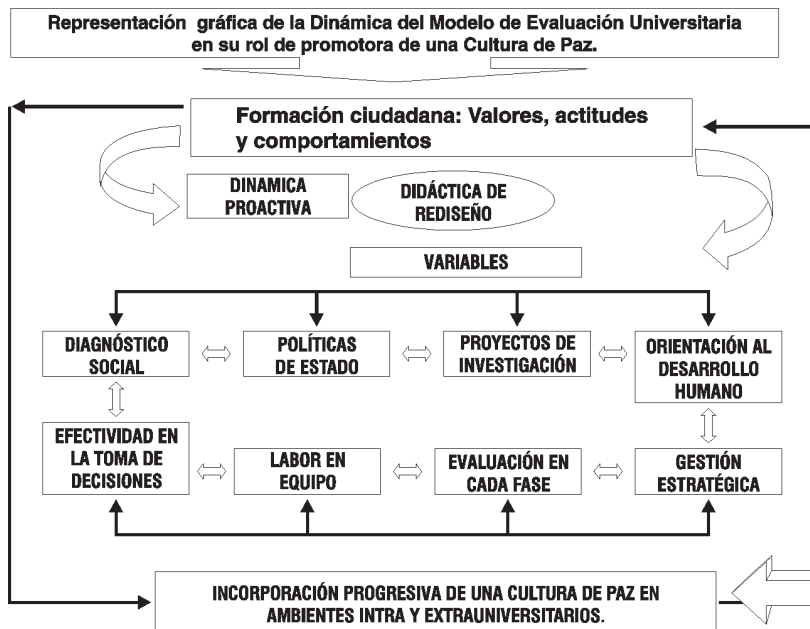 Representación gráfica de la Dinámica del Modelo de Evaluación Universitaria
en su rol de promotora de una Cultura de Paz.
Formación ciudadana: Valores, actitudes
y comportamientos
DINAMICA
PROACTIVA
DIDÁCTICA DE
REDISEÑO
VARIABLES
DIAGNÓSTICO
SOCIAL
POLÍTICAS
DE ESTADO
PROYECTOS DE
INVESTIGACIÓN
ORIENTACIÓN AL
DESARROLLO
HUMANO
EFECTIVIDAD EN
LA TOMA DE
DECISIONES
LABOR EN
EQUIPO
EVALUACIÓN EN
CADA FASE
GESTIÓN
ESTRATÉGICA
INCORPORACIÓN PROGRESIVA DE UNA CULTURA DE PAZ EN
AMBIENTES INTRA Y EXTRAUNIVERSITARIOS.